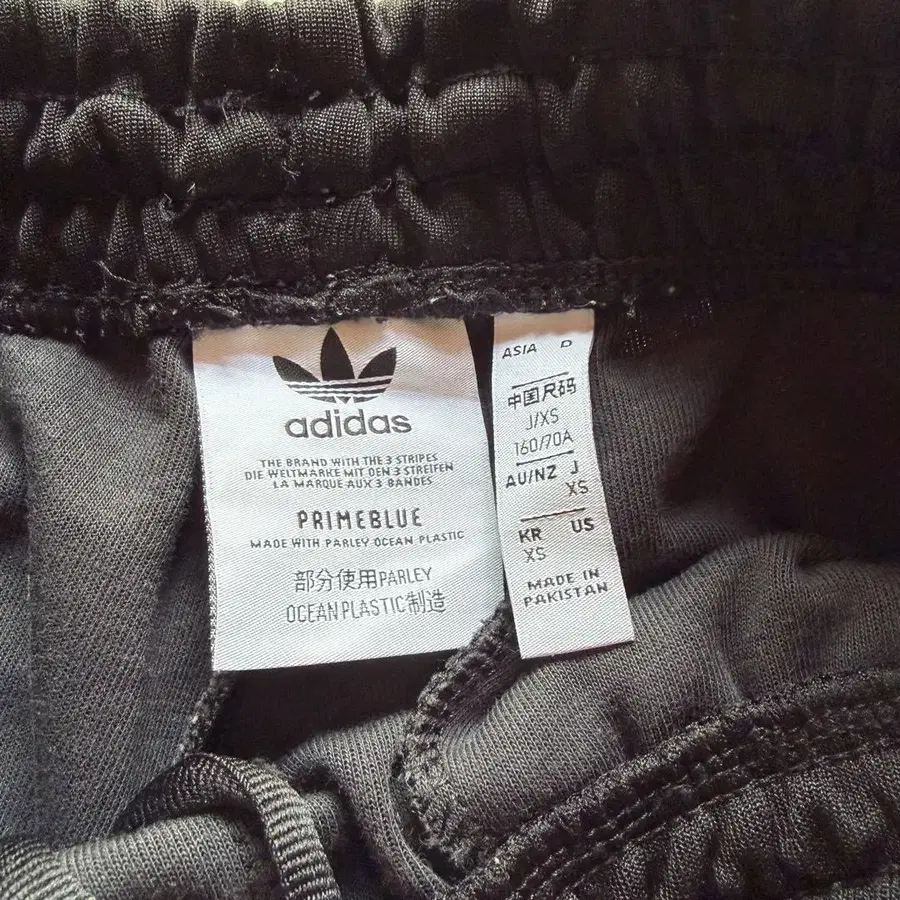 adidas
THE BRAND WITH THE 3 STRIPES
DIE WELTMARKE MIT DEN 3 STREIFEN
LA MARQUE AUX 3 BANDES
PRIMEBLUE
MADE WITH PARLEY OCEAN PLASTIC
部分使用PARLEY
OCEAN PLASTIC制造
ASIA D
中国尺码
J/XS
160/70A
AU/NZ J
XS
KR US
XS
MADE IN
PAKISTAN